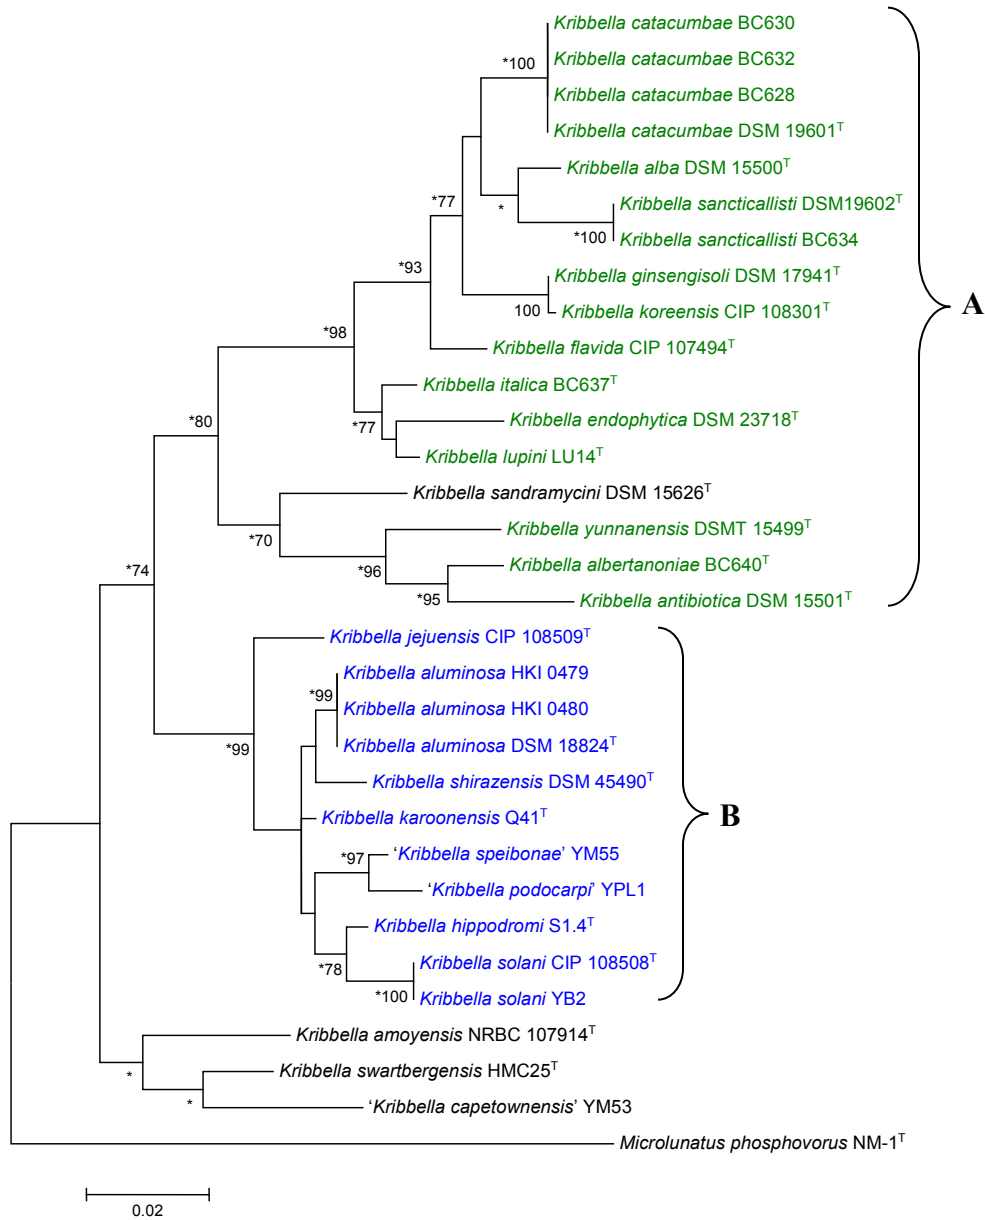 Kribbella catacumbae BC630
*100
Kribbella catacumbae BC632
Kribbella catacumbae BC628
Kribbella catacumbae DSM 19601T
Kribbella alba DSM 15500T
*77
*
Kribbella sancticallisti DSM19602T
*100
Kribbella sancticallisti BC634
*93
Kribbella ginsengisoli DSM 17941T
100
Kribbella koreensis CIP 108301T
A
*98
Kribbella flavida CIP 107494T
Kribbella italica BC637T
*80
*77
Kribbella endophytica DSM 23718T
Kribbella lupini LU14T
Kribbella sandramycini DSM 15626T
*70
Kribbella yunnanensis DSMT 15499T
*74
*96
Kribbella albertanoniae BC640T
*95
Kribbella antibiotica DSM 15501T
Kribbella jejuensis CIP 108509T
Kribbella aluminosa HKI 0479
*99
Kribbella aluminosa HKI 0480
*99
Kribbella aluminosa DSM 18824T
Kribbella shirazensis DSM 45490T
Kribbella karoonensis Q41T
B
*97
‘Kribbella speibonae’ YM55
‘Kribbella podocarpi’ YPL1
Kribbella hippodromi S1.4T
*78
Kribbella solani CIP 108508T
*100
Kribbella solani YB2
Kribbella amoyensis NRBC 107914T
*
Kribbella swartbergensis HMC25T
*
‘Kribbella capetownensis’ YM53
Microlunatus phosphovorus NM-1T
0.02